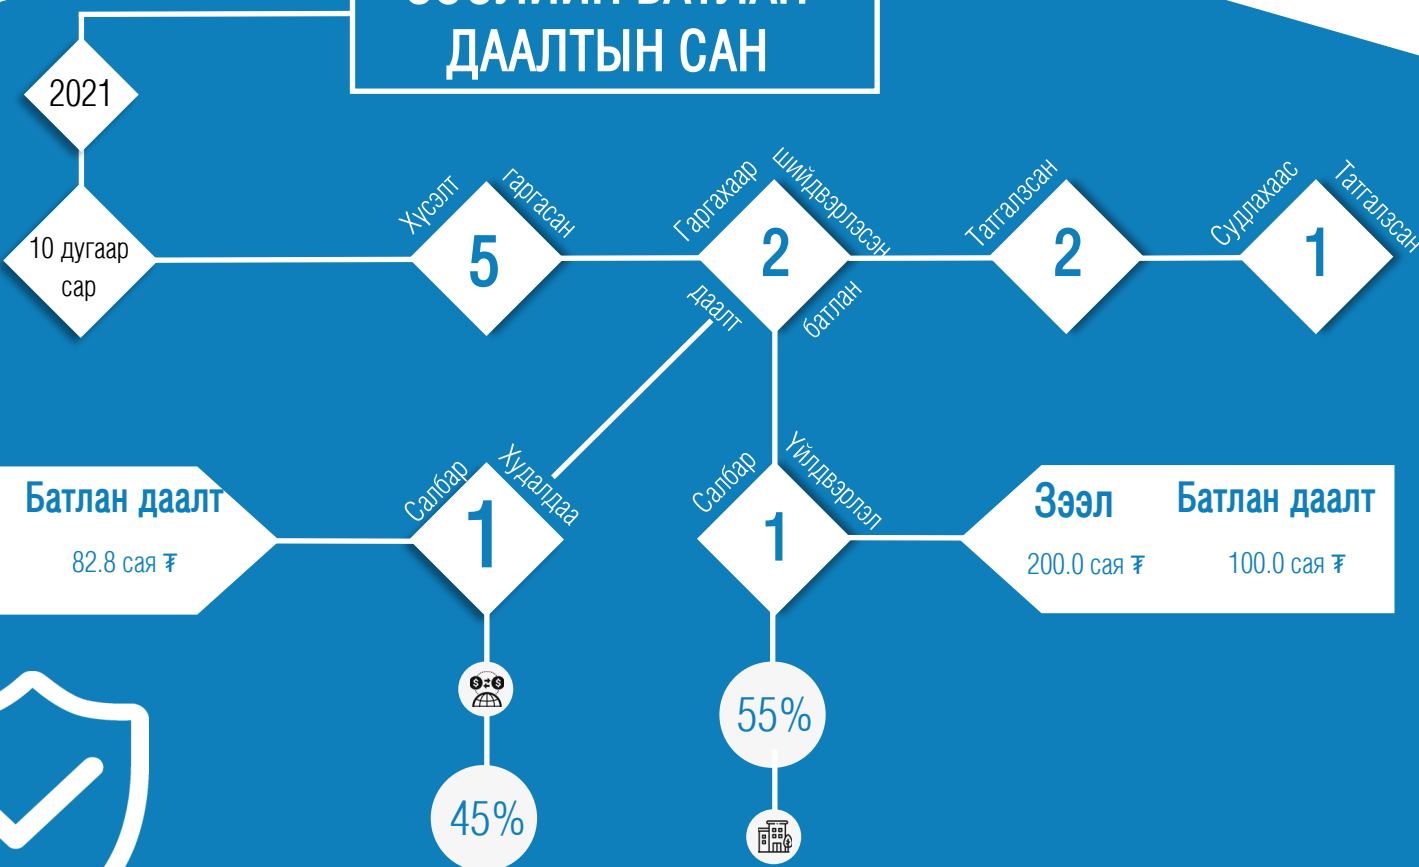 ДААЛТЫН САН
2021
10 дугаар
сар
Хүсэлт гаргасан
5
Гаргахаар шийдвэрлэсэн
2
батлан
даалт
Татгалзсан
2
Судлахаас Татгалзсан
1
Батлан даалт
82.8 сая ₮
Салбар Худалдаа
1
Салбар Үйлдвэрлэл
1
Зээл Батлан даалт
200.0 сая ₮ 100.0 сая ₮
55%
45%